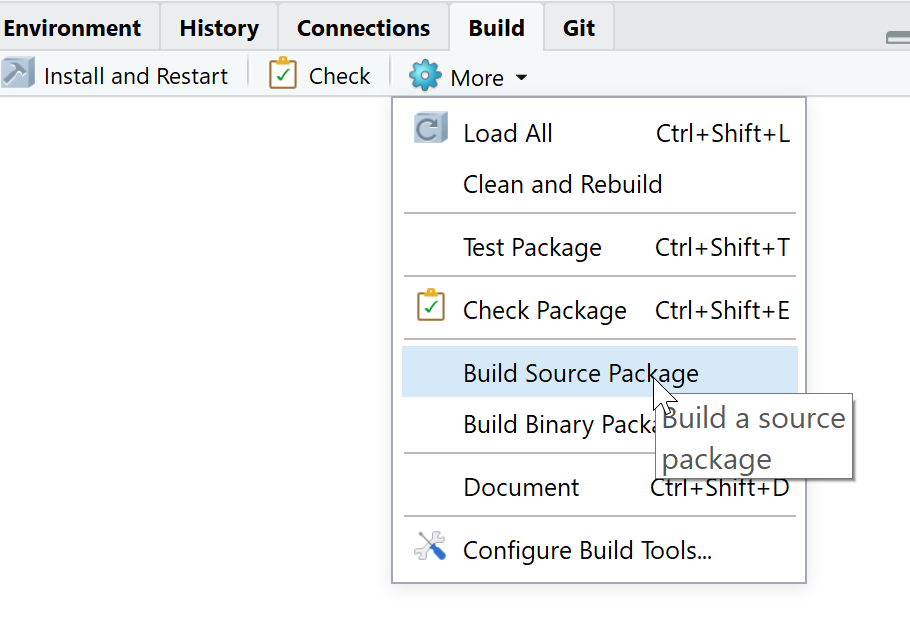 Environment History Connections Build Git
Install and Restart Check More
Load All Ctrl+Shift+L
Clean and Rebuild
Test Package Ctrl+Shift+T
Check Package Ctrl+Shift+E
Build Source Package
Build Binary Packa
Build a source
package
Document Ctrl+Shift+D
Configure Build Tools...